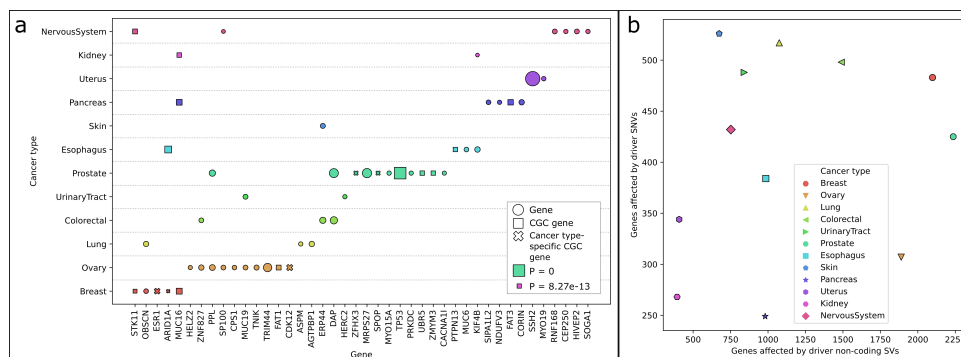 a
b
NervousSystem
Kidney
Uterus
Pancreas
Skin
Esophagus
Prostate
UrinaryTract
Colorectal
Lung
Ovary
Breast
Cancer type
Gene
CGC gene
Cancer type-
specific CGC
gene
P = 0
P = 8.27e-13
STK11
OBSCN
ESR1
ARID1A
MUC16
HELZ2
ZNF827
PPL
SP100
CPS1
MUC19
TNIK
TRIM44
FAT1
CDK12
ASPM
AGTPBP1
ERP44
DAP
HERC2
ZFHX3
MRPS27
SPOP
MYO15A
TP53
PRKDC
UBR5
ZMYM3
CACNA1I
PTPN13
MUC6
KIF4B
SIPA1L2
NDUFV3
FAT3
CORIN
SSH2
MYO19
RNF168
CEP250
HIVEP2
SOGA1
Gene
Genes affected by driver SNVs
500
450
400
350
300
250
Cancer type
Breast
Ovary
Lung
Colorectal
UrinaryTract
Prostate
Esophagus
Skin
Pancreas
Uterus
Kidney
NervousSystem
500 750 1000 1250 1500 1750 2000 225
Genes affected by driver non-coding SVs